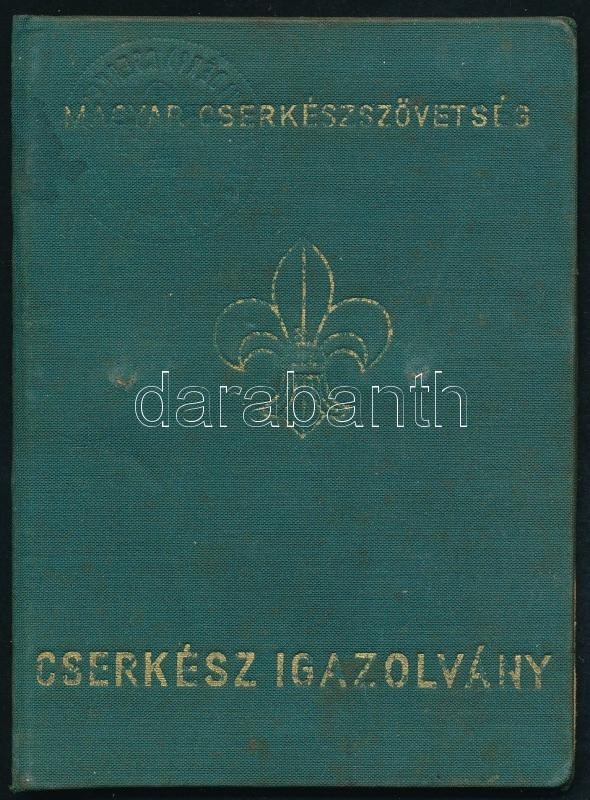 MAGYAR CSERKÉSZSZÖVETSÉG
darabanth
CSERKÉSZ IGAZOLVÁNY